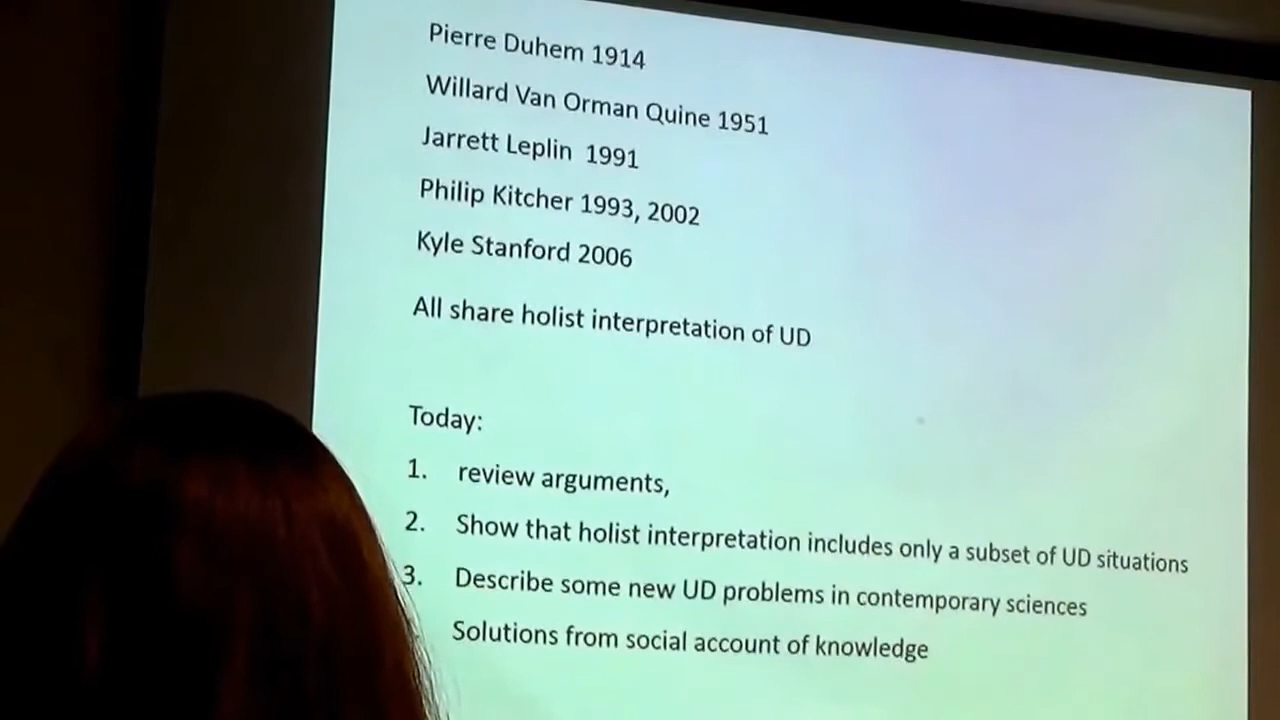 Pierre Duhem 1914
Willard Van Orman Quine 1951
Jarrett Leplin 1991
Philip Kitcher 1993, 2002
Kyle Stanford 2006
All share holist interpretation of UD
Today:
1. review arguments,
2. Show that holist interpretation includes only a subset of UD situations
3. Describe some new UD problems in contemporary sciences
Solutions from social account of knowledge